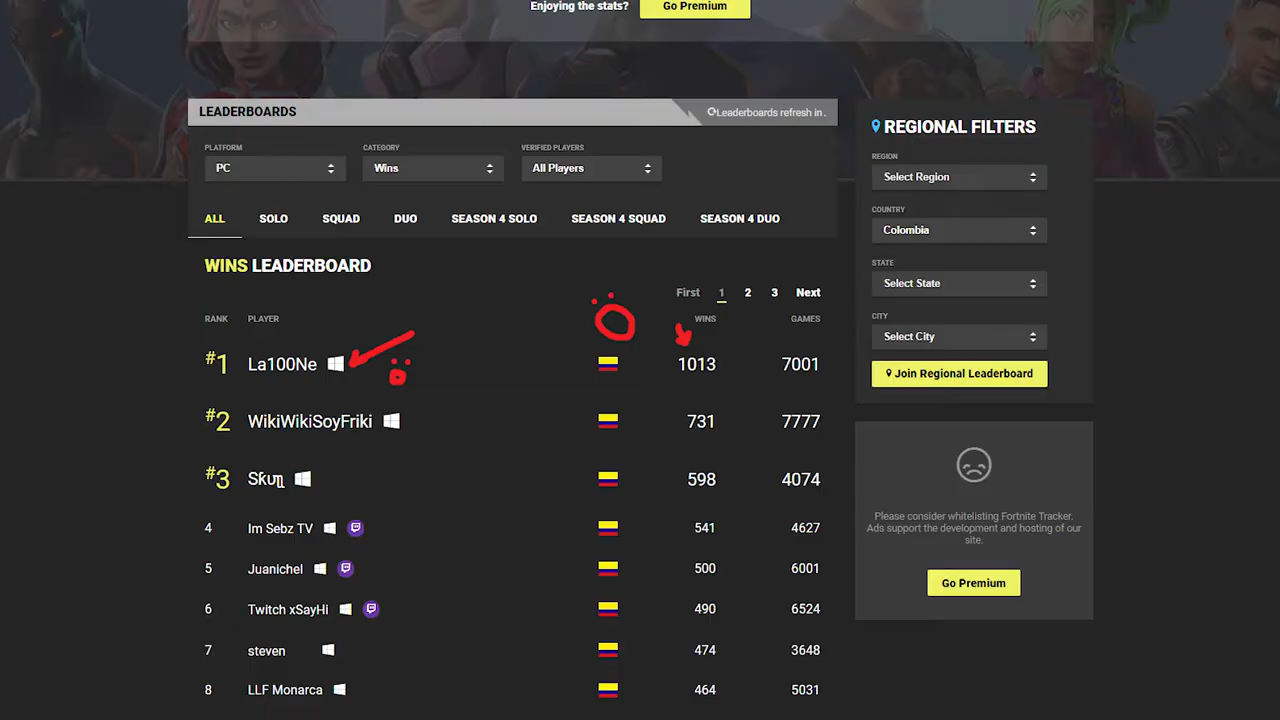 Enjoying the stats? Go Premium
LEADERBOARDS
Leaderboards refresh in .
PLATFORM CATEGORY VERIFIED PLAYERS
PC Wins All Players
ALL SOLO SQUAD DUO SEASON 4 SOLO SEASON 4 SQUAD SEASON 4 DUO
WINS LEADERBOARD
First 1 2 3 Next
RANK PLAYER WINS GAMES
#1 La100Ne 1013 7001
#2 WikiWikiSoyFriki 731 7777
#3 598 4074
4 Im Sebz TV 541 4627
5 Juanichel 500 6001
6 Twitch xSayHi 490 6524
7 steven 474 3648
8 LLF Monarca 464 5031
REGIONAL FILTERS
REGION
Select Region
COUNTRY
Colombia
STATE
Select State
CITY
Select City
Join Regional Leaderboard
Please consider whitelisting Fortnite Tracker.
Ads support the development and hosting of our
site.
Go Premium